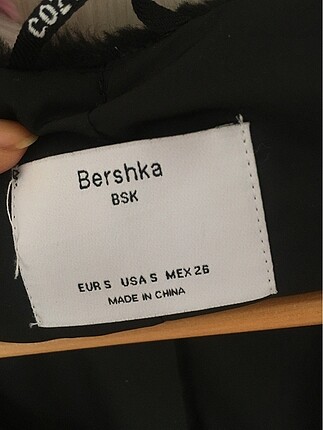 Bershka
BSK
EUR S USA S MEX 26
MADE IN CHINA